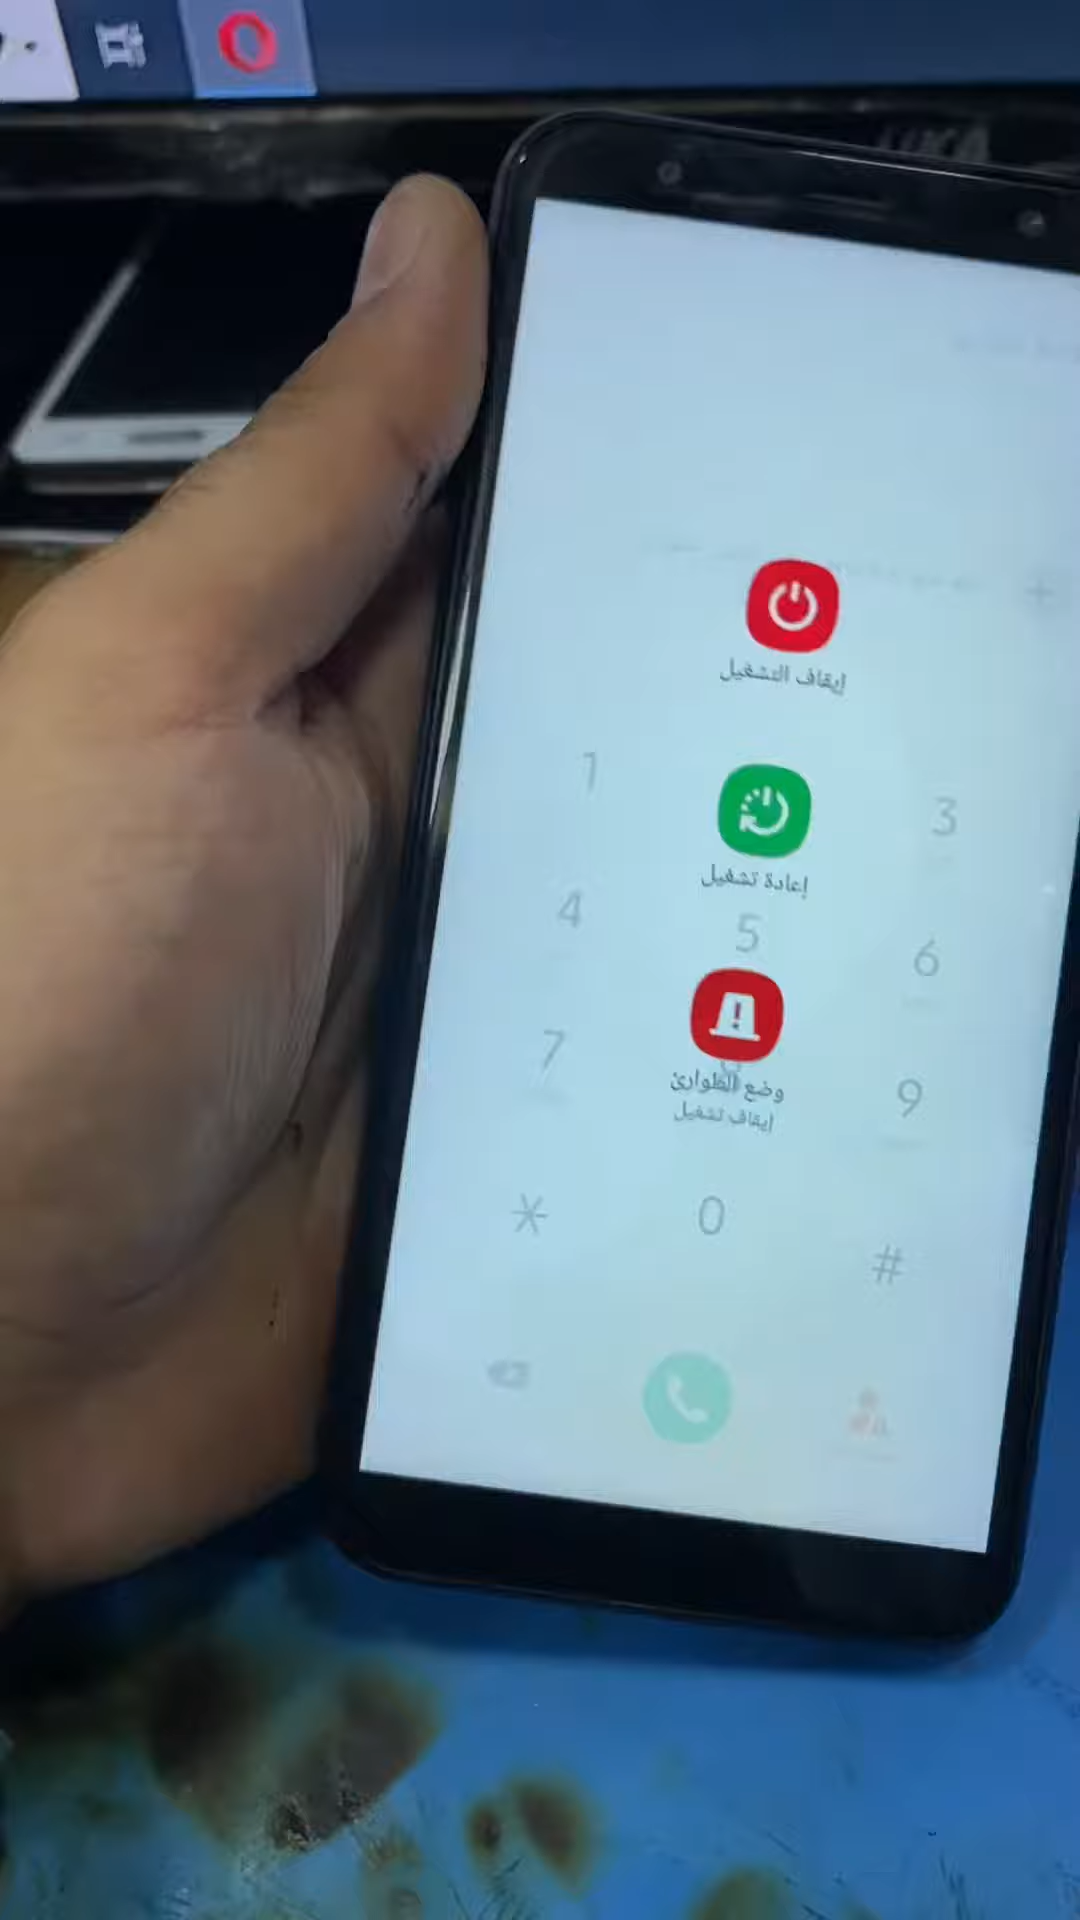 إيقاف التشغيل
1
3
إعادة تشغيل
4
5
6
7
9
وضع الطوارئ
إيقاف تشغيل
*
0
#